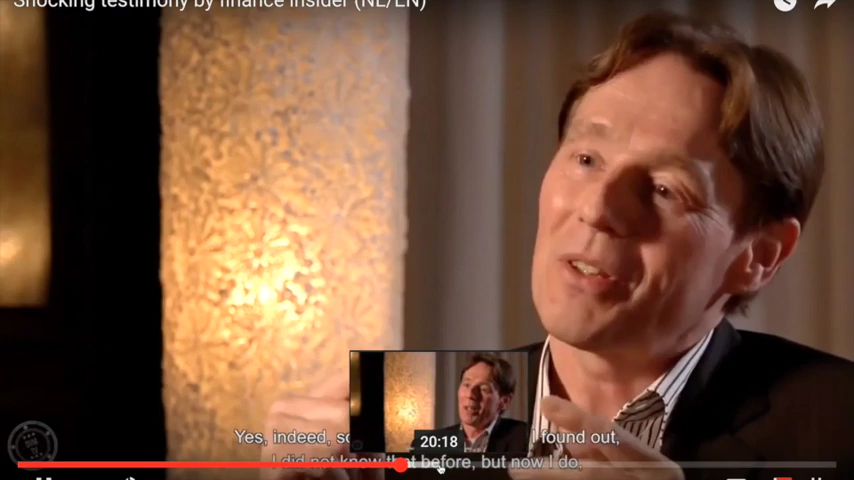 Shocking testimony by finance insider (NL/EN)
Yes, indeed, so I found out,
20:18
I did not know that before, but now I do,